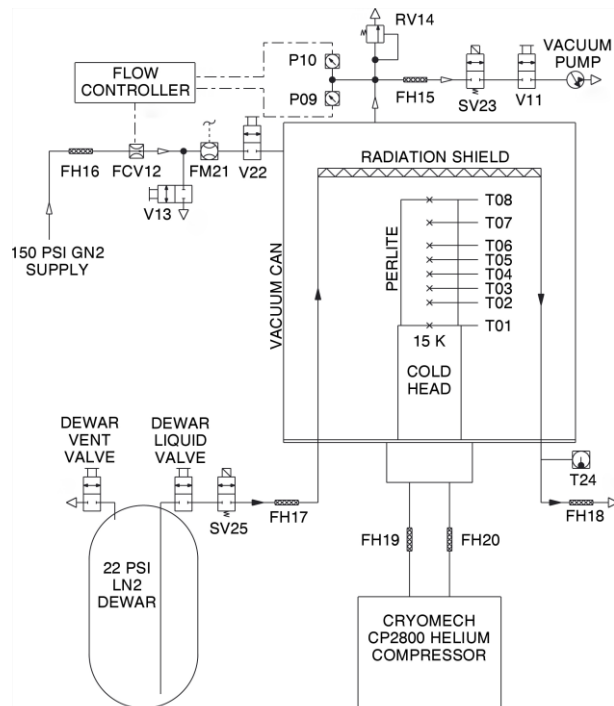 RV14
P10
P09
FLOW
CONTROLLER
VACUUM
PUMP
FH15
SV23
V11
FH16
FCV12
FM21
V22
V13
150 PSI GN2
SUPPLY
VACUUM CAN
RADIATION SHIELD
PERLITE
T08
T07
T06
T05
T04
T03
T02
T01
15 K
COLD
HEAD
DEWAR
VENT
VALVE
DEWAR
LIQUID
VALVE
SV25
FH17
T24
FH18
22 PSI
LN2
DEWAR
FH19
FH20
CRYOMECH
CP2800 HELIUM
COMPRESSOR